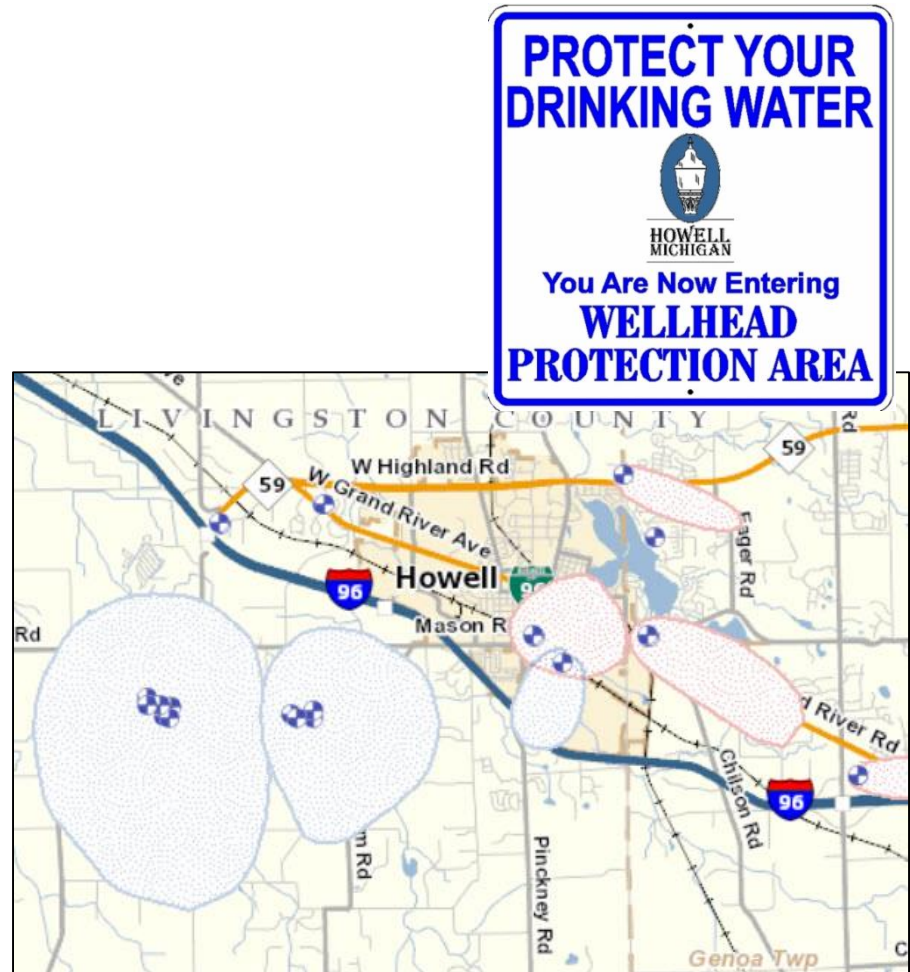 PROTECT YOUR
DRINKING WATER
HOWELL
MICHIGAN
You Are Now Entering
WELLHEAD
PROTECTION AREA
LIVINGSTON COUNTY
Rd
59
W Highland Rd
59
W Grand River Ave
Eager Rd
96
Howell
96
Rd
Mason R
d River Rd
Chilson Rd
96
m Rd
Pinckney Rd
Genoa Twp
C